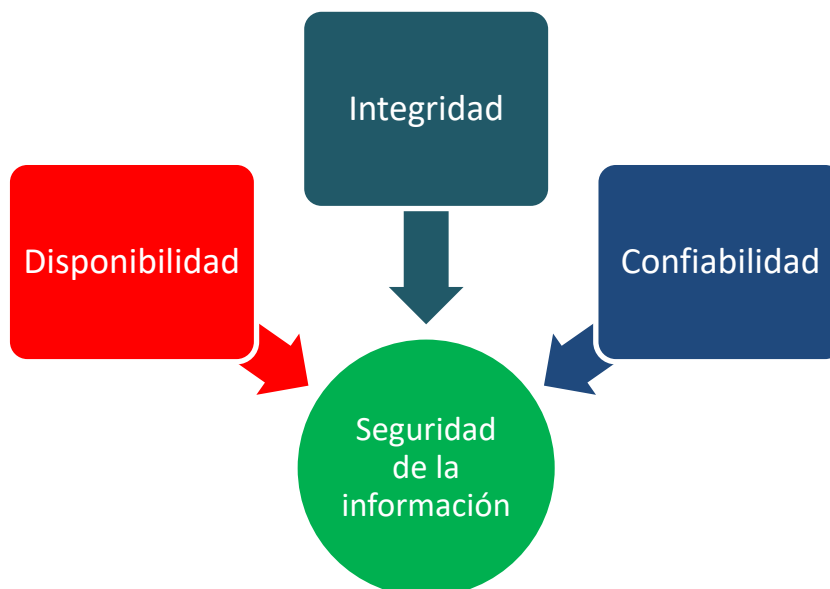 Integridad
Disponibilidad
Confiabilidad
Seguridad
de la
información